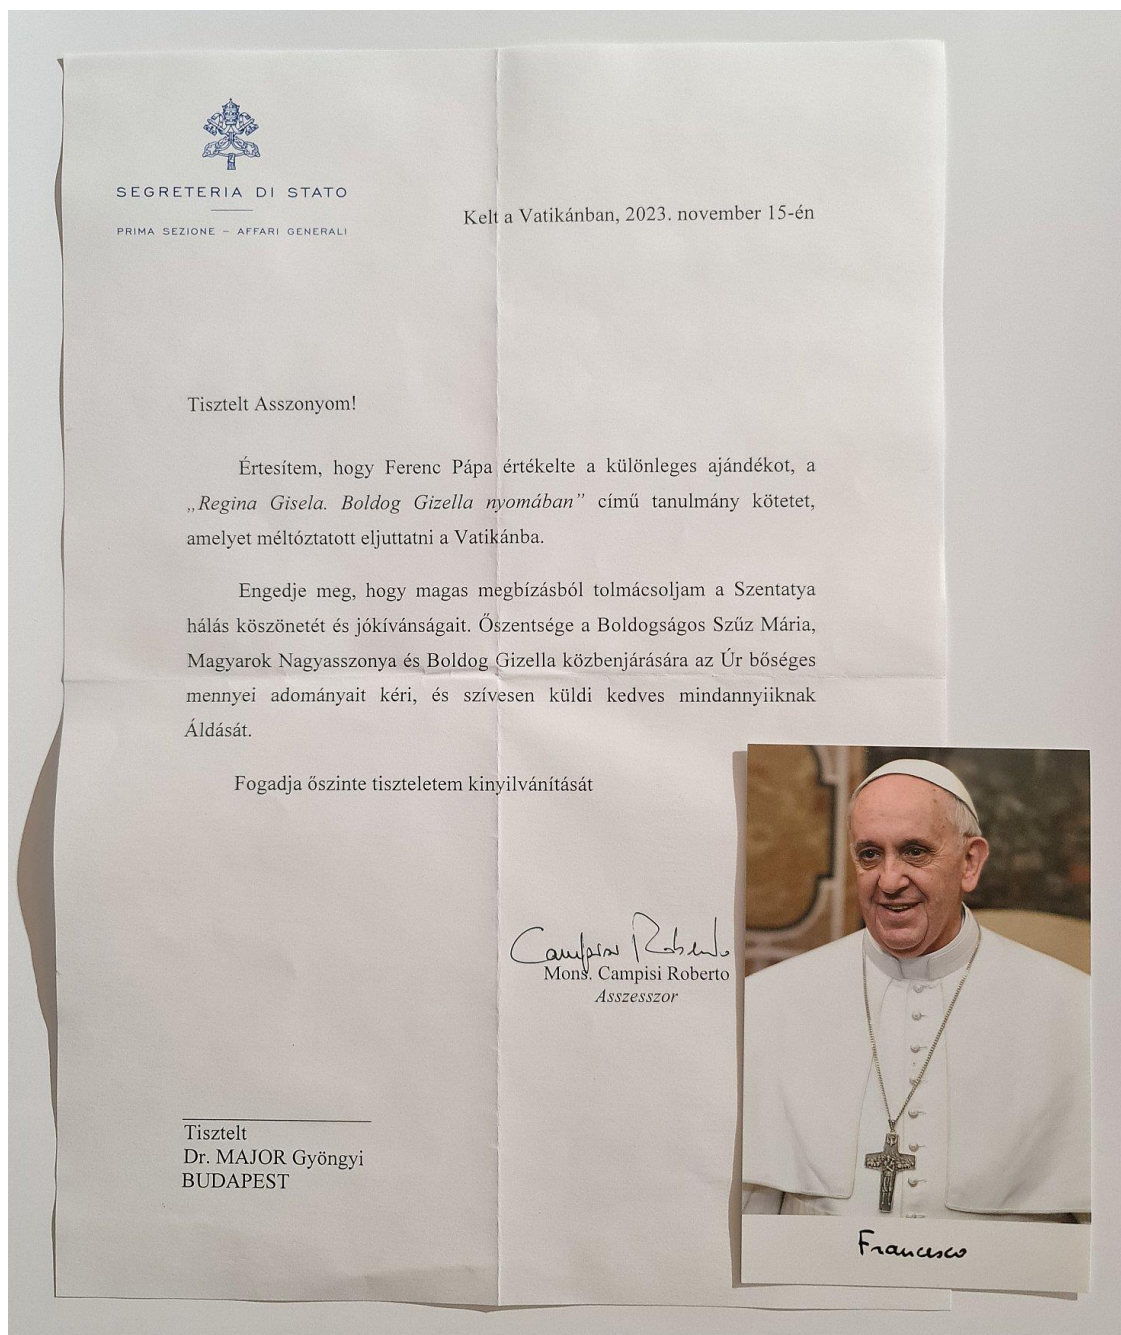 SEGRETERIA DI STATO
PRIMA SEZIONE – AFFARI GENERALI
Kelt a Vatikánban, 2023. november 15-én
Tisztelt Asszonyom!
Értesítem, hogy Ferenc Pápa értékelte a különleges ajándékot, a
„Regina Gisela. Boldog Gizella nyomában” című tanulmány kötetet,
amelyet méltóztatott eljuttatni a Vatikánba.
Engedje meg, hogy magas megbízásból tolmácsoljam a Szentatya
hálás köszönetét és jókívánságait. Őszentsége a Boldogságos Szűz Mária,
Magyarok Nagyasszonya és Boldog Gizella közbenjárására az Úr bőséges
mennyei adományait kéri, és szívesen küldi kedves mindannyiiknak
Áldását.
Fogadja őszinte tiszteletem kinyilvánítását
Campisi Roberto
Mons. Campisi Roberto
Asszesszor
Tisztelt
Dr. MAJOR Gyöngyi
BUDAPEST
Francesco